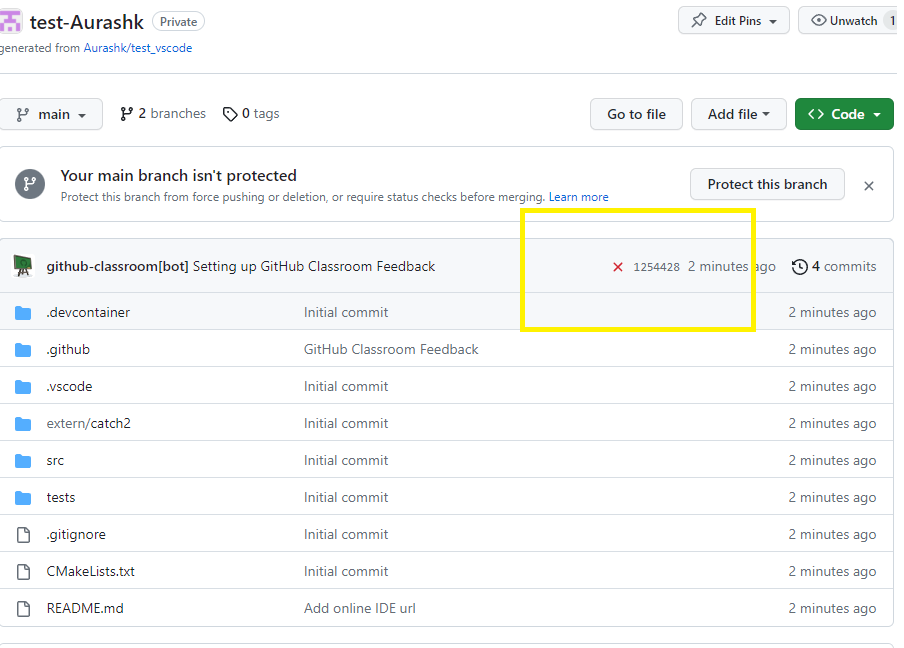 test-Aurashk Private Edit Pins Unwatch 1
generated from Aurashk/test_vscode
main 2 branches 0 tags Go to file Add file Code
Your main branch isn't protected
Protect this branch from force pushing or deletion, or require status checks before merging. Learn more
Protect this branch
github-classroom[bot] Setting up GitHub Classroom Feedback 1254428 2 minutes ago 4 commits
.devcontainer Initial commit 2 minutes ago
.github GitHub Classroom Feedback 2 minutes ago
.vscode Initial commit 2 minutes ago
extern/catch2 Initial commit 2 minutes ago
src Initial commit 2 minutes ago
tests Initial commit 2 minutes ago
.gitignore Initial commit 2 minutes ago
CMakeLists.txt Initial commit 2 minutes ago
README.md Add online IDE url 2 minutes ago